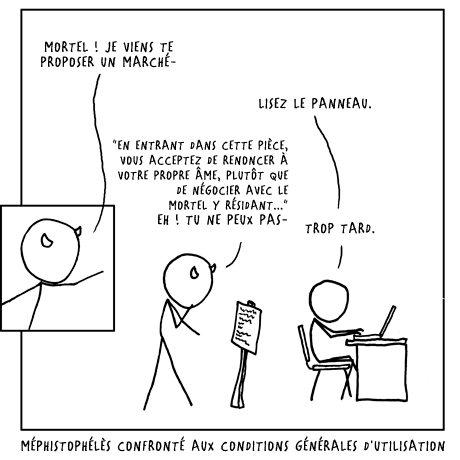 MORTEL ! JE VIENS TE
PROPOSER UN MARCHÉ-
LISEZ LE PANNEAU.
"EN ENTRANT DANS CETTE PIÈCE,
VOUS ACCEPTEZ DE RENONCER À
VOTRE PROPRE ÂME, PLUTÔT QUE
DE NÉGOCIER AVEC LE
MORTEL Y RÉSIDANT..."
EH ! TU NE PEUX PAS-
TROP TARD.
MÉPHISTOPHÉLÈS CONFRONTÉ AUX CONDITIONS GÉNÉRALES D'UTILISATION